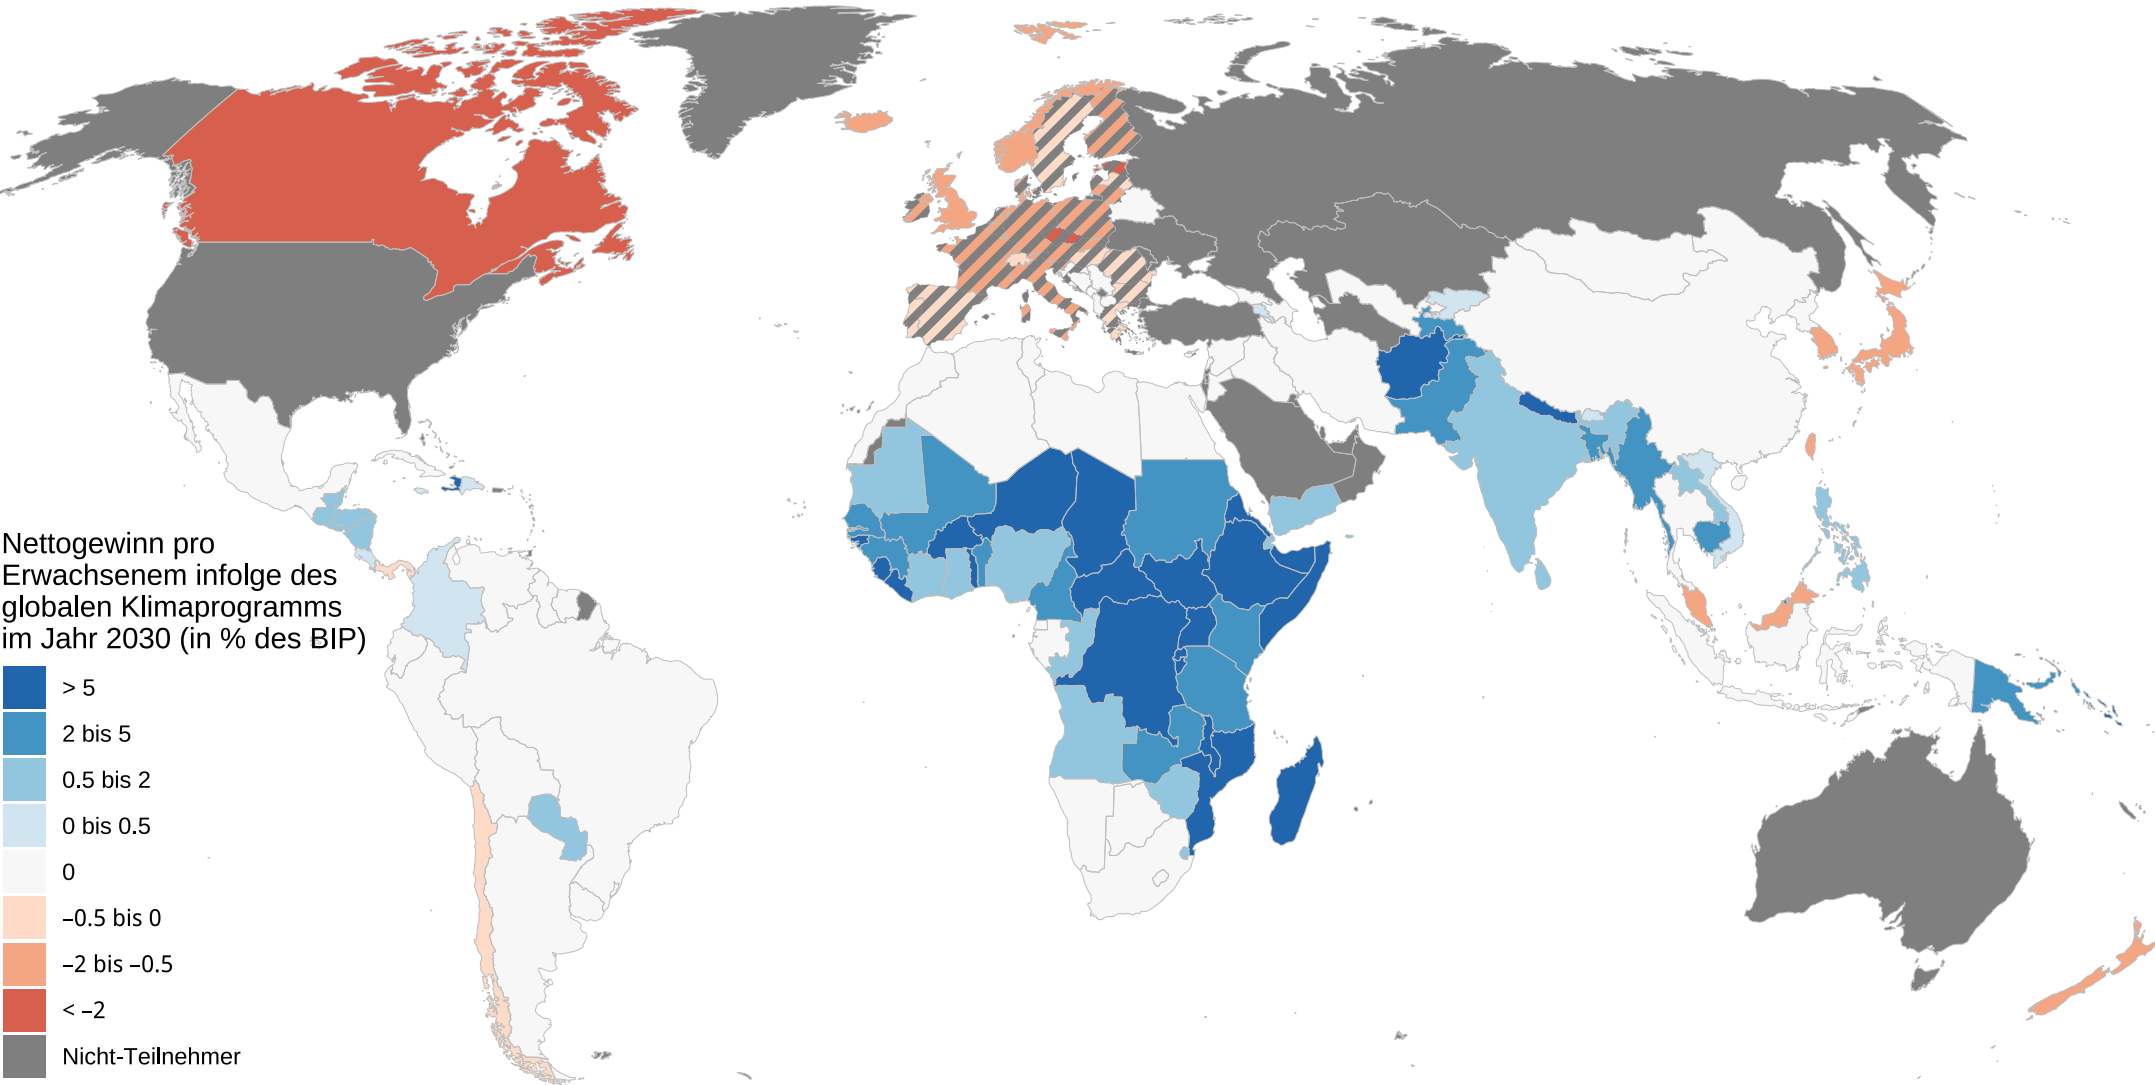 Nettogewinn pro
Erwachsenem infolge des
globalen Klimaprogramms
im Jahr 2030 (in % des BIP)
> 5
2 bis 5
0.5 bis 2
0 bis 0.5
0
–0.5 bis 0
–2 bis –0.5
< –2
Nicht-Teilnehmer